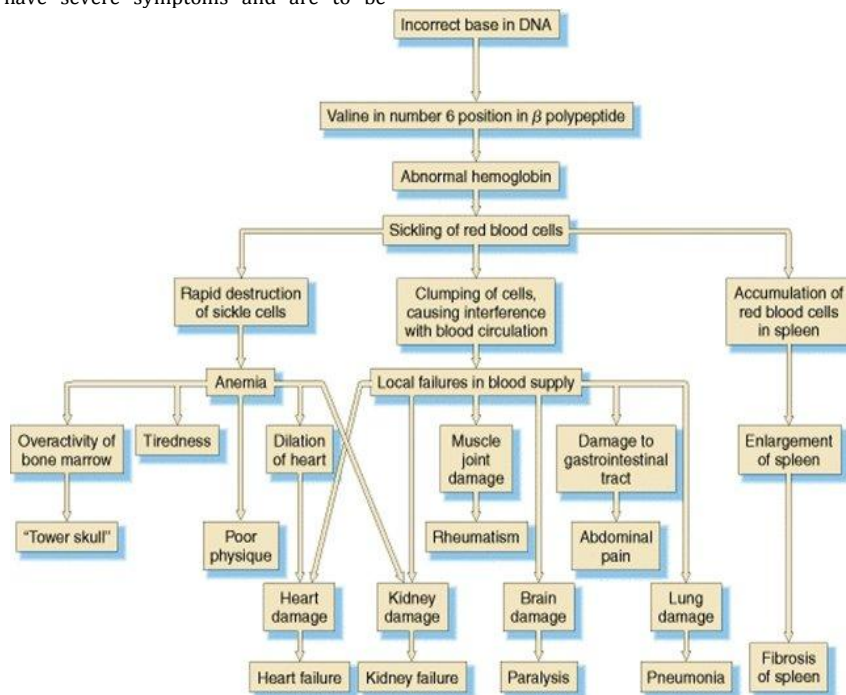 have severe symptoms and are to be
Incorrect base in DNA
Valine in number 6 position in β polypeptide
Abnormal hemoglobin
Sickling of red blood cells
Rapid destruction
of sickle cells
Clumping of cells,
causing interference
with blood circulation
Accumulation of
red blood cells
in spleen
Anemia
Local failures in blood supply
Overactivity of
bone marrow
Tiredness
Dilation
of heart
Muscle
joint
damage
Damage to
gastrointestinal
tract
Enlargement
of spleen
"Tower skull"
Poor
physique
Rheumatism
Abdominal
pain
Heart
damage
Kidney
damage
Brain
damage
Lung
damage
Fibrosis
of spleen
Heart failure
Kidney failure
Paralysis
Pneumonia